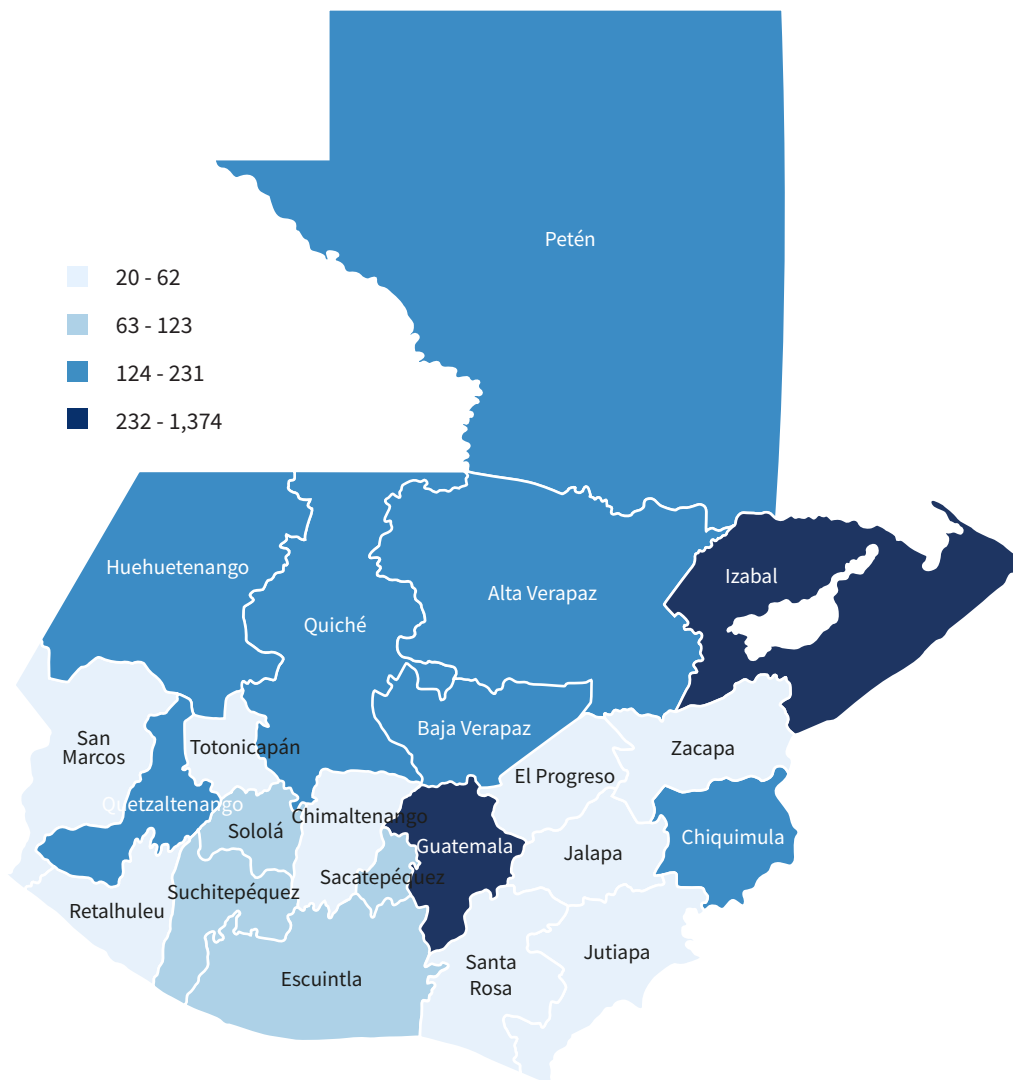 Petén
20 - 62
63 - 123
124 - 231
232 - 1,374
Huehuetenango
Izabal
Alta Verapaz
Quiché
Baja Verapaz
San
Marcos
Totonicapán
Zacapa
El Progreso
Quetzaltenango
Chimaltenango
Sololá
Chiquimula
Guatemala
Jalapa
Sacatepéquez
Suchitepéquez
Retalhuleu
Jutiapa
Santa
Rosa
Escuintla